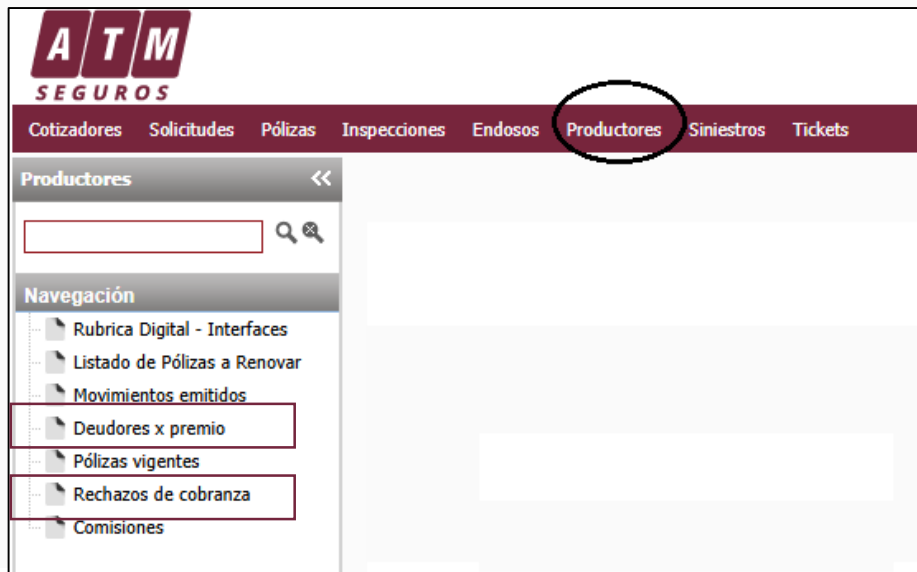 ATM
SEGUROS
Cotizadores Solicitudes Pólizas Inspecciones Endosos Productores Siniestros Tickets
Productores
Navegación
Rubrica Digital - Interfaces
Listado de Pólizas a Renovar
Movimientos emitidos
Deudores x premio
Pólizas vigentes
Rechazos de cobranza
Comisiones